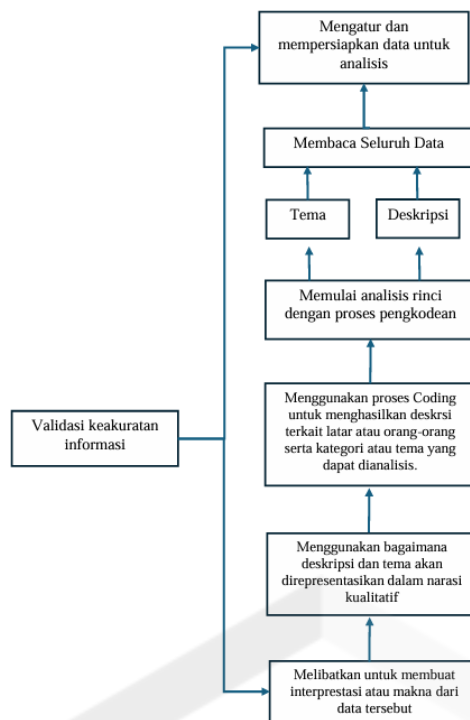 Mengatur dan
mempersiapkan data untuk
analisis
Membaca Seluruh Data
Tema
Deskripsi
Memulai analisis rinci
dengan proses pengkodean
Menggunakan proses Coding
untuk menghasilkan deskrsi
terkait latar atau orang-orang
serta kategori atau tema yang
dapat dianalisis.
Validasi keakuratan
informasi
Menggunakan bagaimana
deskripsi dan tema akan
direpresentasikan dalam narasi
kualitatif
Melibatkan untuk membuat
interprestasi atau makna dari
data tersebut